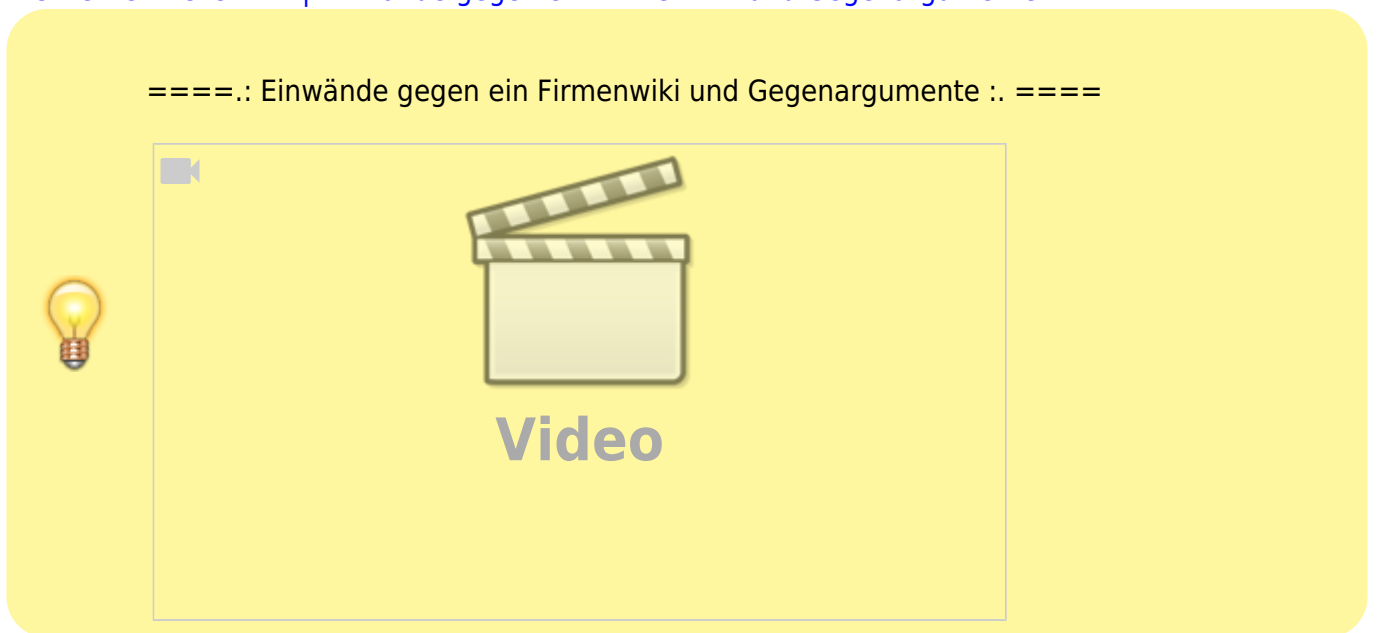 ====.: Einwände gegen ein Firmenwiki und Gegenargumente :. ====
Video